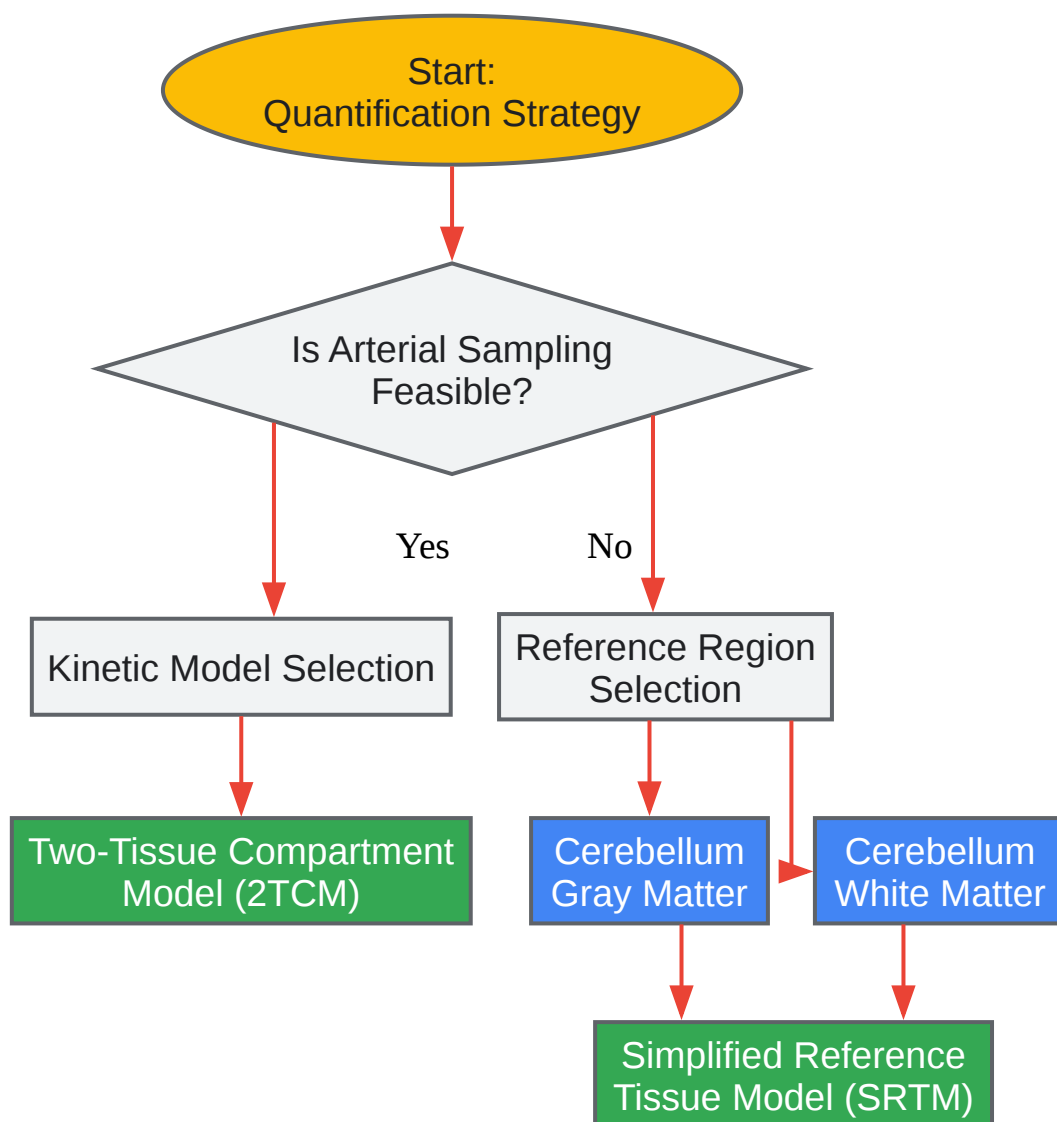 Start:
Quantification Strategy
Is Arterial Sampling
Feasible?
Yes
No
Kinetic Model Selection
Reference Region
Selection
Two-Tissue Compartment
Model (2TCM)
Cerebellum
Gray Matter
Cerebellum
White Matter
Simplified Reference
Tissue Model (SRTM)